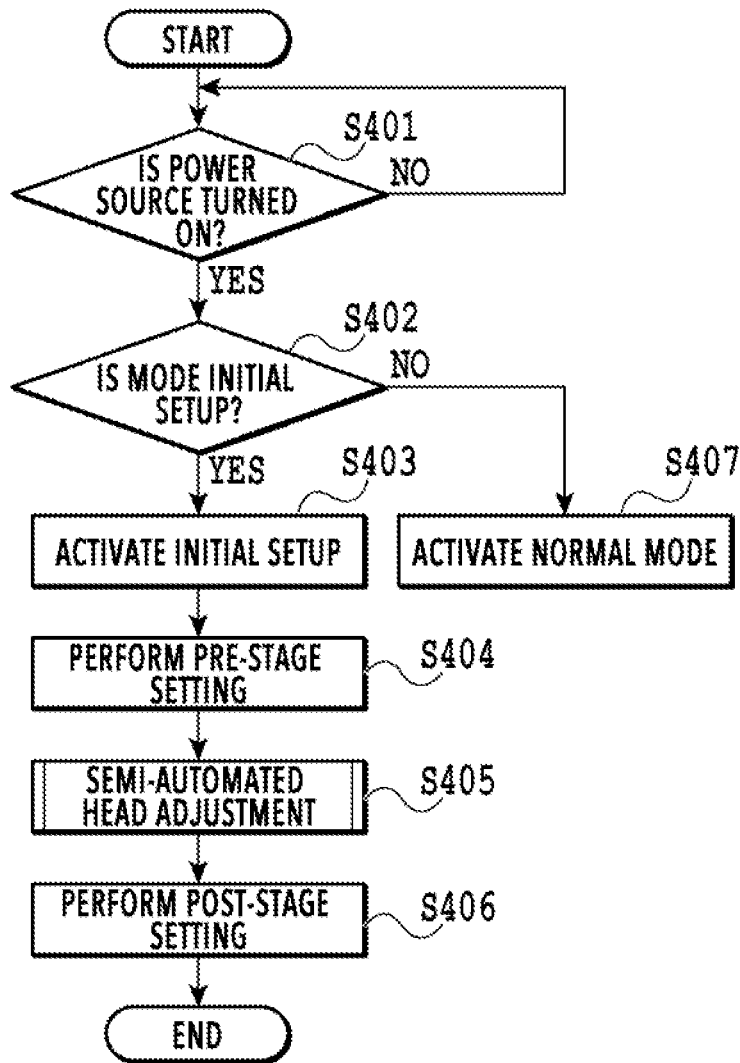 START
S401
IS POWER
SOURCE TURNED
ON?
NO
YES
S402
IS MODE INITIAL
SETUP?
NO
YES
S403
ACTIVATE INITIAL SETUP
S407
ACTIVATE NORMAL MODE
PERFORM PRE-STAGE
SETTING
S404
SEMI-AUTOMATED
HEAD ADJUSTMENT
S405
PERFORM POST-STAGE
SETTING
S406
END